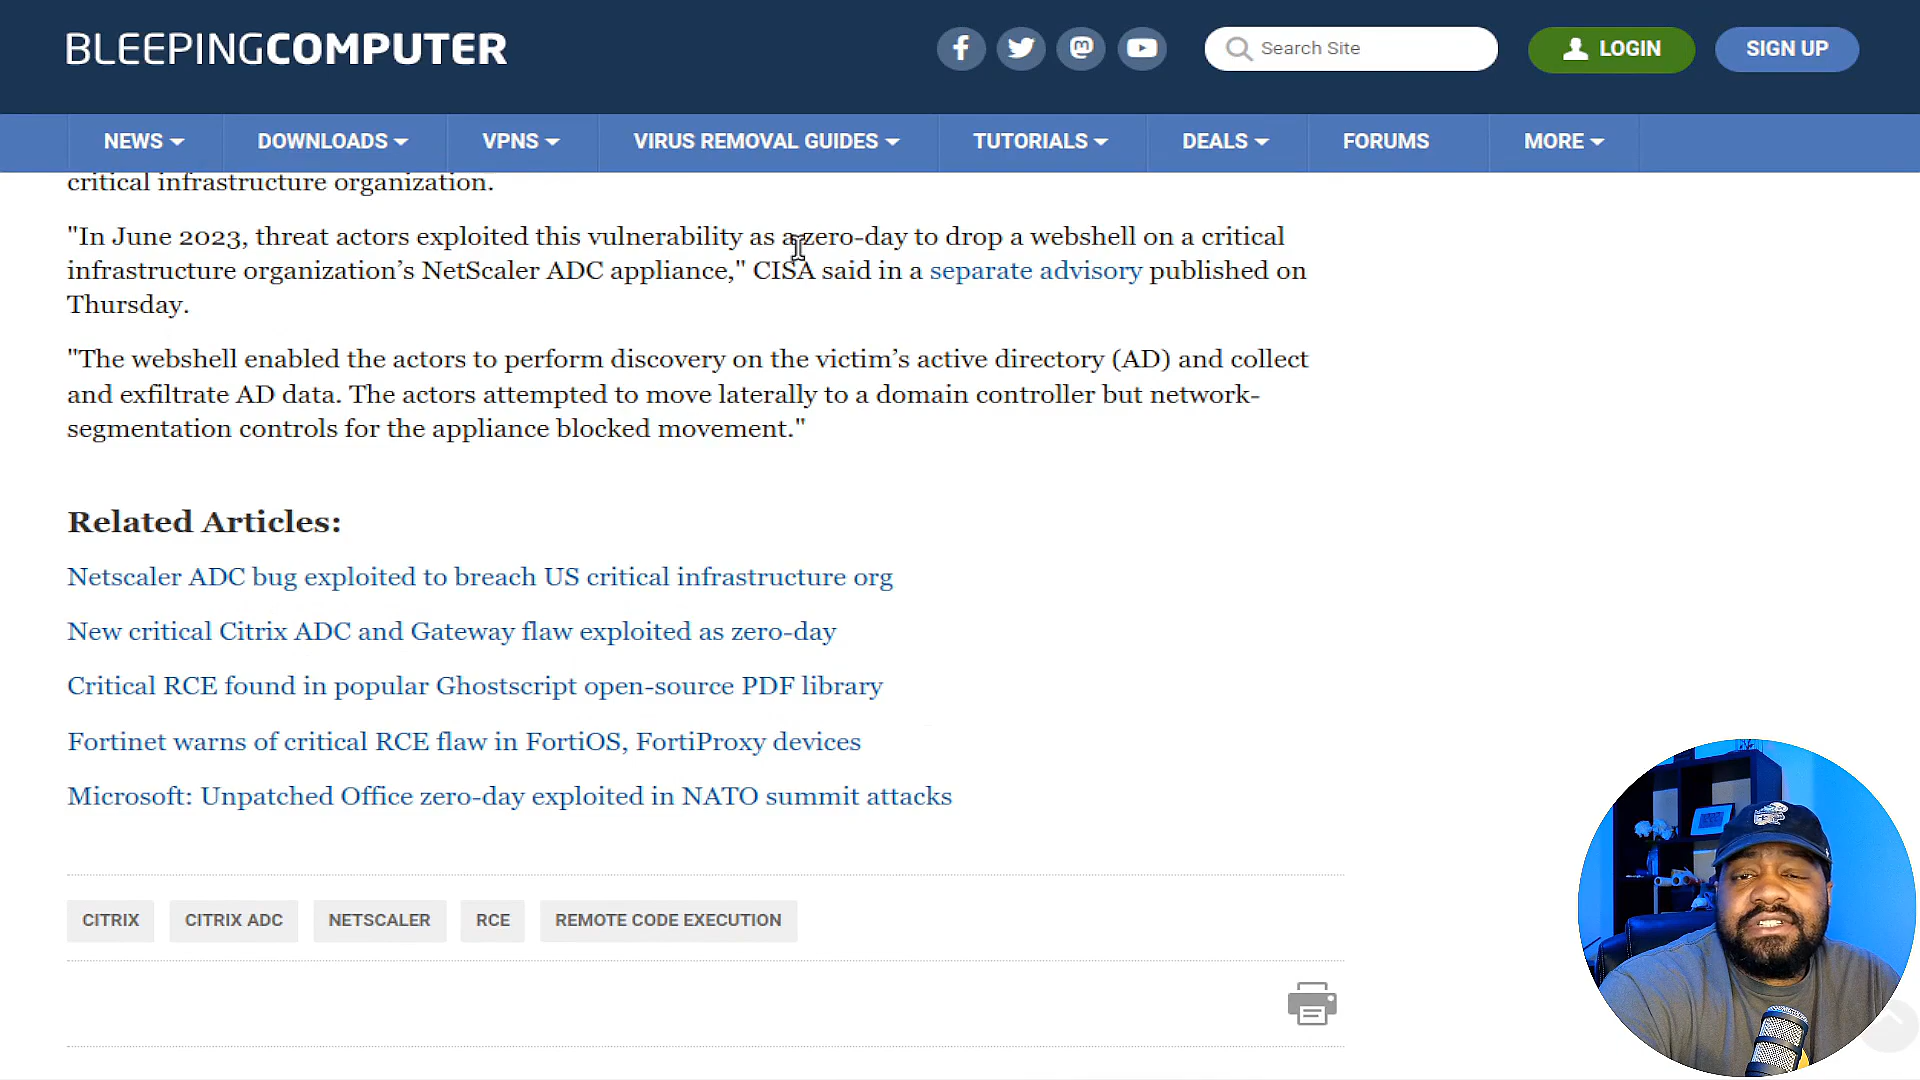 BLEEPINGCOMPUTER
Search Site
LOGIN
SIGN UP
NEWS
DOWNLOADS
VPNS
VIRUS REMOVAL GUIDES
TUTORIALS
DEALS
FORUMS
MORE
critical infrastructure organization.
"In June 2023, threat actors exploited this vulnerability as a zero-day to drop a webshell on a critical
infrastructure organization’s NetScaler ADC appliance," CISA said in a separate advisory published on
Thursday.
"The webshell enabled the actors to perform discovery on the victim’s active directory (AD) and collect
and exfiltrate AD data. The actors attempted to move laterally to a domain controller but network-
segmentation controls for the appliance blocked movement."
Related Articles:
Netscaler ADC bug exploited to breach US critical infrastructure org
New critical Citrix ADC and Gateway flaw exploited as zero-day
Critical RCE found in popular Ghostscript open-source PDF library
Fortinet warns of critical RCE flaw in FortiOS, FortiProxy devices
Microsoft: Unpatched Office zero-day exploited in NATO summit attacks
CITRIX
CITRIX ADC
NETSCALER
RCE
REMOTE CODE EXECUTION